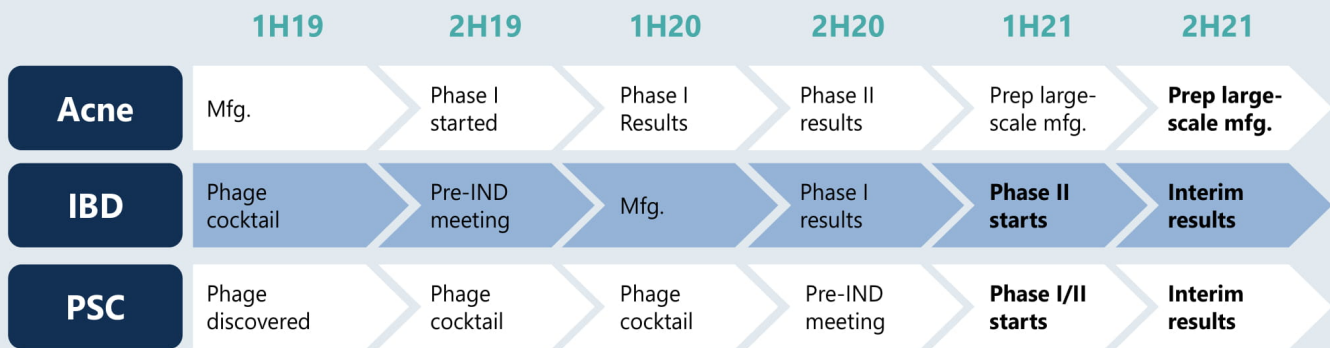 1H19 2H19 1H20 2H20 1H21 2H21
Acne
Mfg.
Phase I
started
Phase I
Results
Phase II
results
Prep large-
scale mfg.
Prep large-
scale mfg.
IBD
Phage
cocktail
Pre-IND
meeting
Mfg.
Phase I
results
Phase II
starts
Interim
results
PSC
Phage
discovered
Phage
cocktail
Phage
cocktail
Pre-IND
meeting
Phase I/II
starts
Interim
results